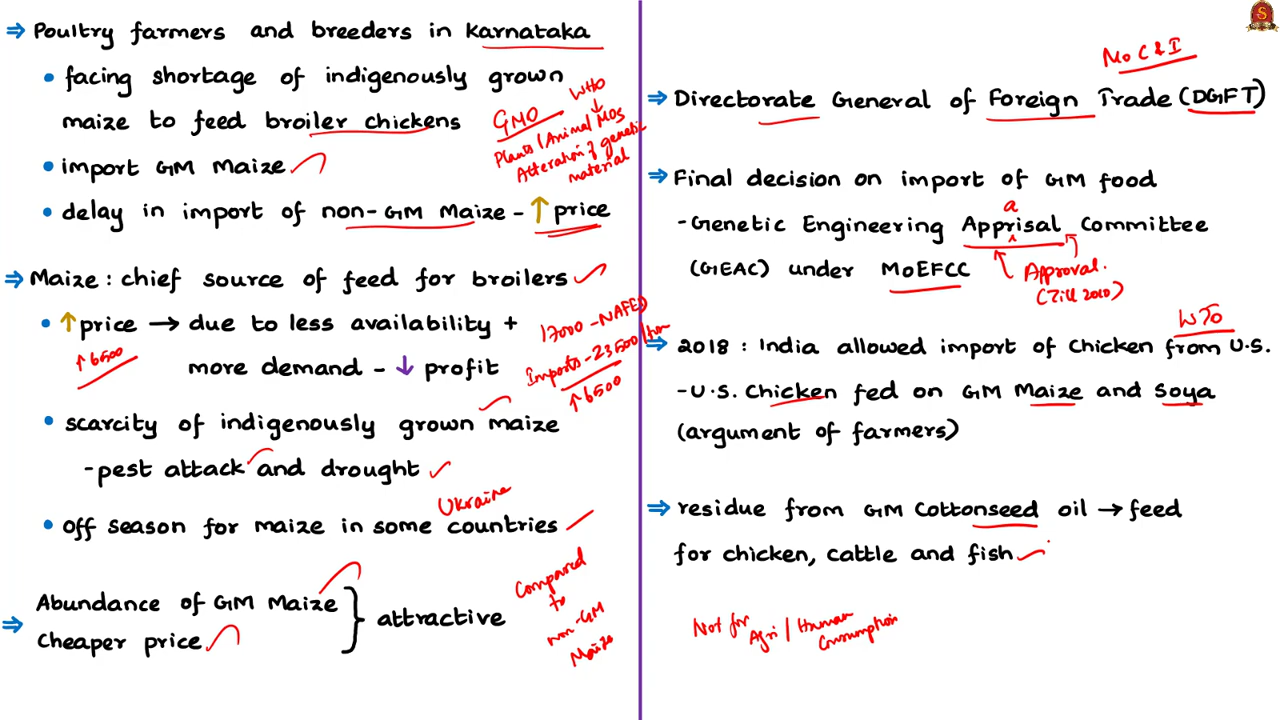 ⇒ Poultry farmers and breeders in Karnataka
• facing shortage of indigenously grown
maize to feed broiler chickens
GMO
WHO
↓
Plants/Animal MOs
Alteration of genetic
material
• import GM Maize
• delay in import of non-GM Maize - ↑ price
⇒ Maize : chief source of feed for broilers
• ↑ price → due to less availability +
↑ 6500
more demand - ↓ profit
17000 - NAFED
Imports - 23500/ton
↑ 6500
• scarcity of indigenously grown maize
- pest attack and drought
Ukraine
• off season for maize in some countries
⇒ Abundance of GM Maize
cheaper price
} attractive
Compared
to
non-GM
Maize
S
MoC&I
⇒ Directorate General of Foreign Trade (DGFT)
⇒ Final decision on import of GM food
a
- Genetic Engineering Apprisal Committee
(GEAC) under MoEFCC
Approval.
(Till 2010)
WTO
⇒ 2018 : India allowed import of Chicken from U.S.
- U.S. Chicken fed on GM Maize and Soya
(argument of farmers)
⇒ residue from GM Cottonseed oil → feed
for chicken, cattle and fish
Not for
Agri / Human
Consumption